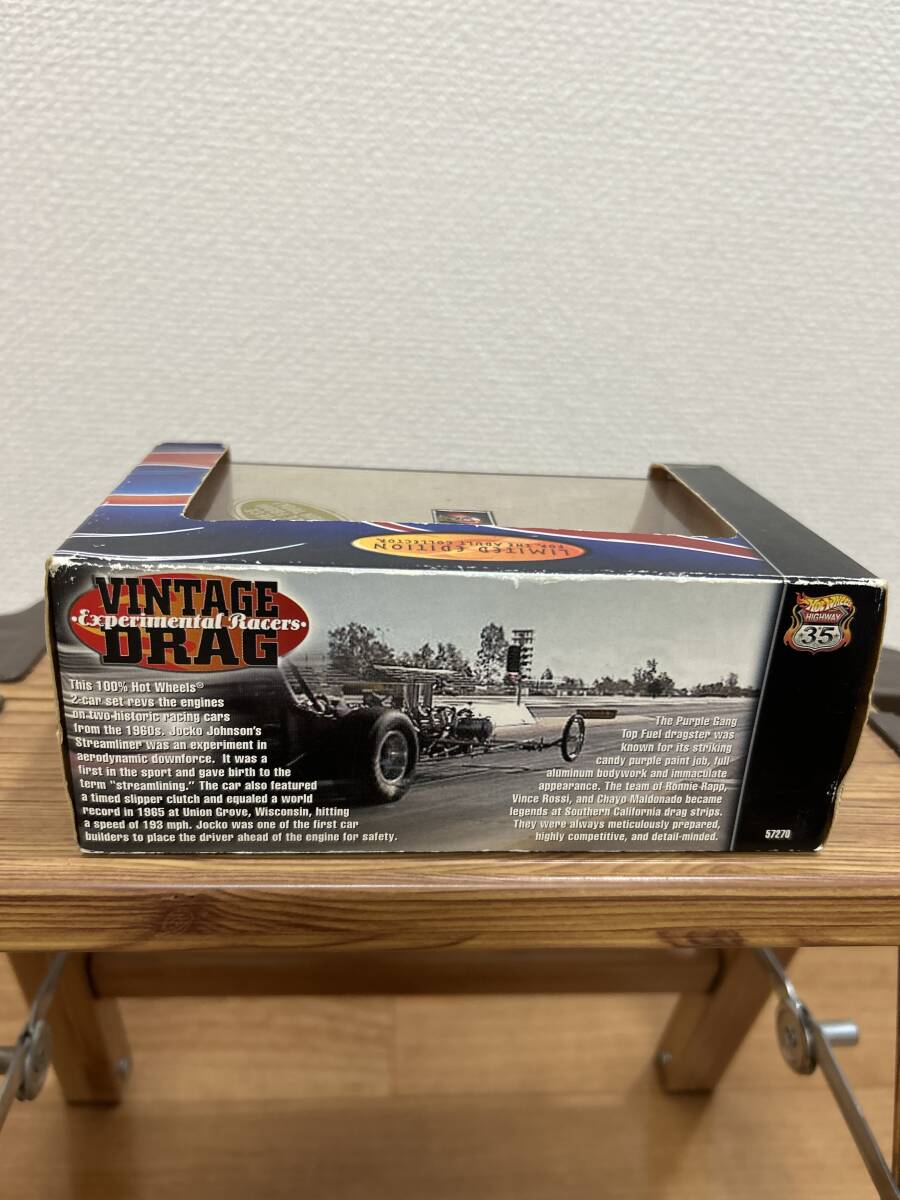 LIMITED EDITION
FOR THE ADULT COLLECTOR
VINTAGE
•Experimental Racers•
DRAG
This 100% Hot Wheels®
2-car set revs the engines
on two historic racing cars
from the 1960s. Jocko Johnson's
Streamliner was an experiment in
aerodynamic downforce. It was a
first in the sport and gave birth to the
term "streamlining." The car also featured
a timed slipper clutch and equaled a world
record in 1965 at Union Grove, Wisconsin, hitting
a speed of 193 mph. Jocko was one of the first car
builders to place the driver ahead of the engine for safety.
The Purple Gang
Top Fuel dragster was
known for its striking
candy purple paint job, full
aluminum bodywork and immaculate
appearance. The team of Ronnie Rapp,
Vince Rossi, and Chayo Maldonado became
legends at Southern California drag strips.
They were always meticulously prepared,
highly competitive, and detail-minded.
Hot Wheels
HIGHWAY
35
57270